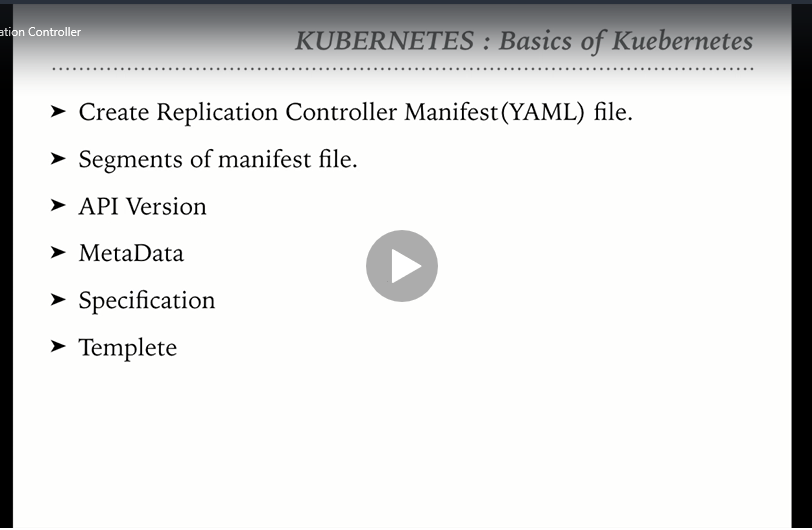 ation Controller
KUBERNETES : Basics of Kuebernetes
➤ Create Replication Controller Manifest(YAML) file.
➤ Segments of manifest file.
➤ API Version
➤ MetaData
➤ Specification
➤ Templete